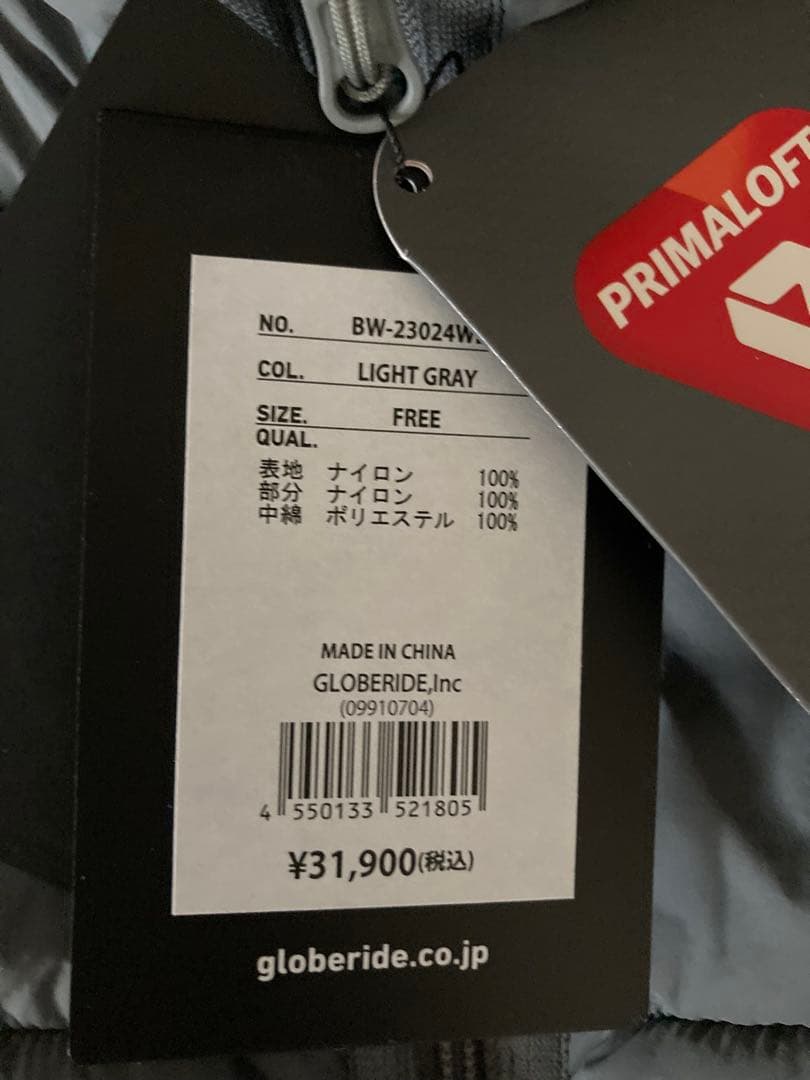 PRIMALOFT
NO. BW-23024W
COL. LIGHT GRAY
SIZE. FREE
QUAL.
表地 ナイロン 100%
部分 ナイロン 100%
中綿 ポリエステル 100%
MADE IN CHINA
GLOBERIDE,Inc
(09910704)
4 550133 521805
¥31,900(税込)
globeride.co.jp